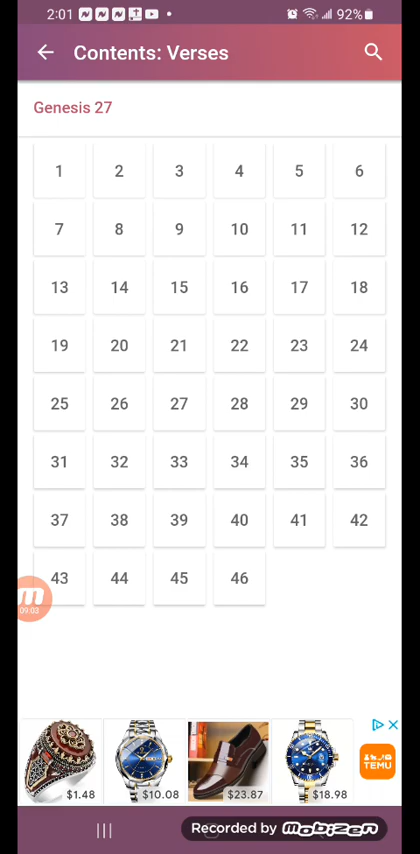 2:01 92%
Contents: Verses
Genesis 27
1 2 3 4 5 6
7 8 9 10 11 12
13 14 15 16 17 18
19 20 21 22 23 24
25 26 27 28 29 30
31 32 33 34 35 36
37 38 39 40 41 42
43 44 45 46
09:03
$1.48 $10.08 $23.87 $18.98
TEMU
Recorded by mobizen